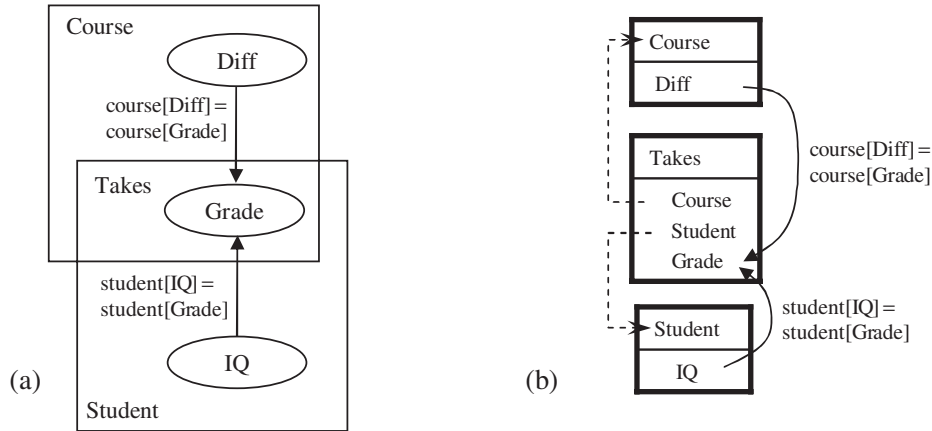 Course
Diff
course[Diff] =
course[Grade]
Takes
Grade
student[IQ] =
student[Grade]
IQ
Student
(a)
Course
Diff
Takes
Course
Student
Grade
course[Diff] =
course[Grade]
Student
IQ
student[IQ] =
student[Grade]
(b)